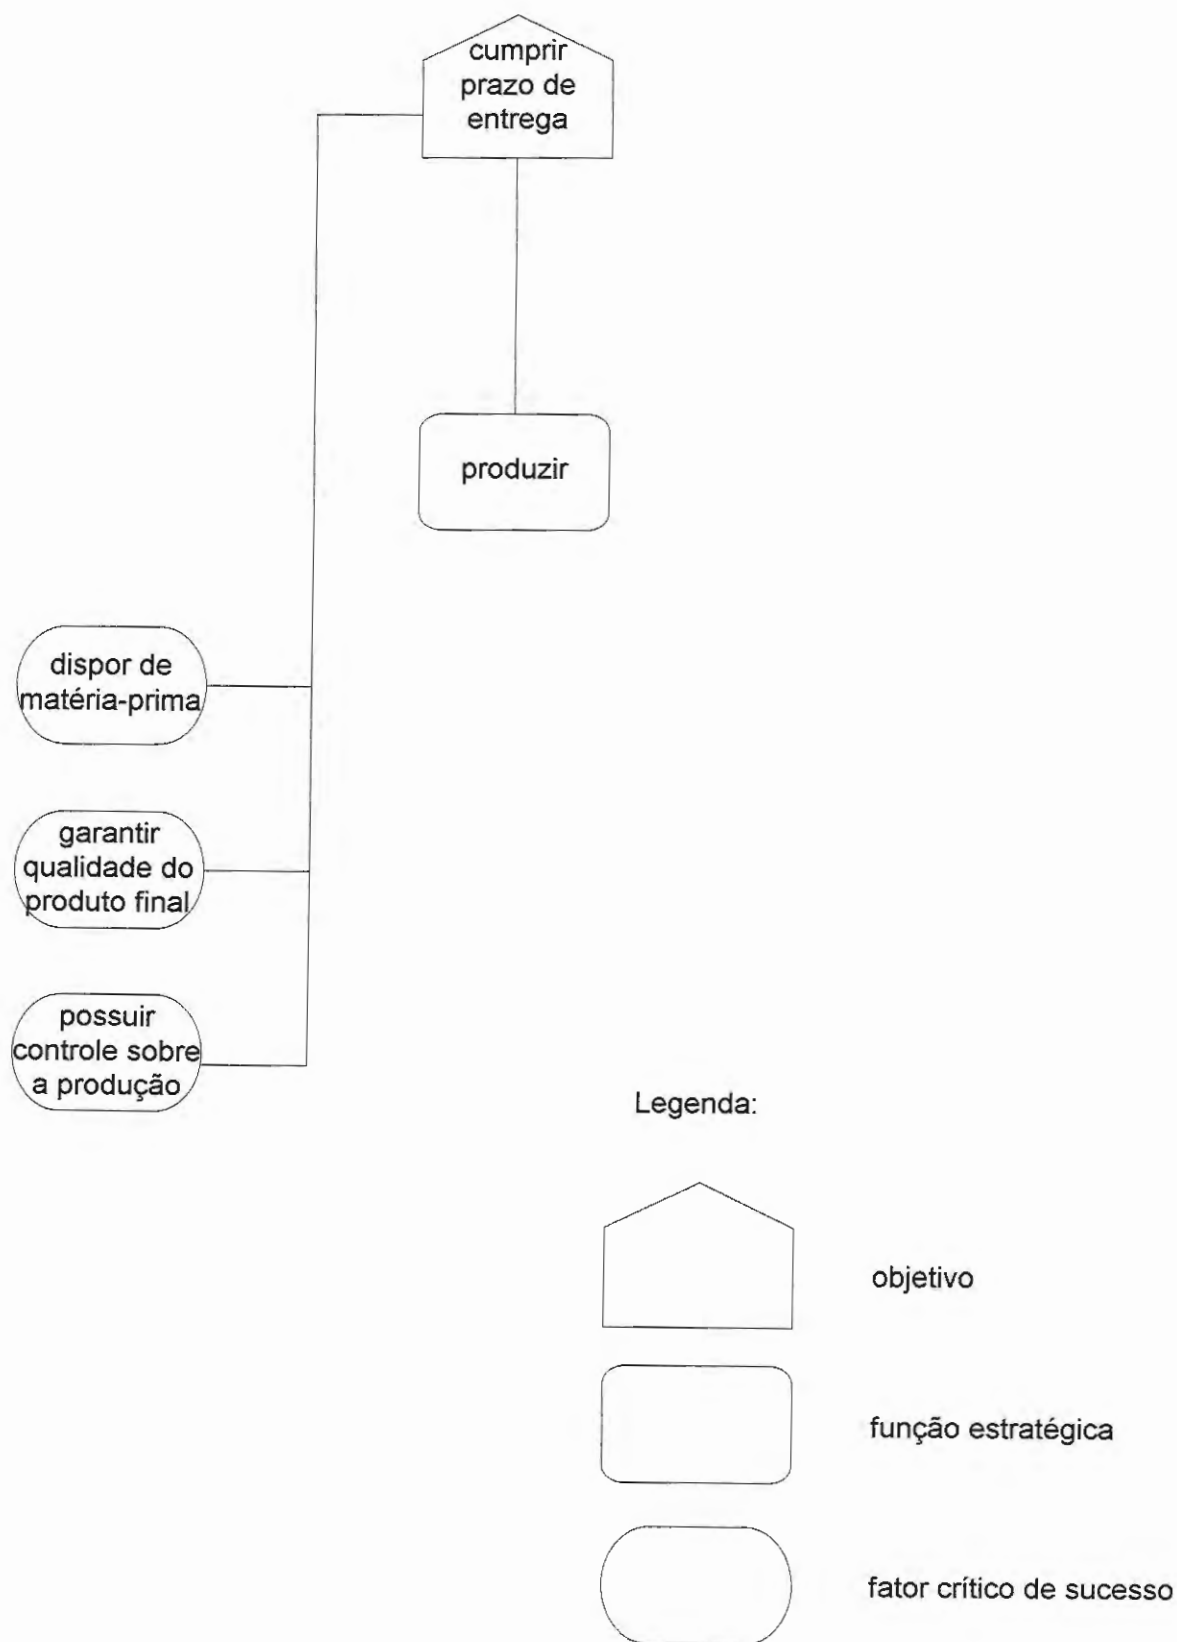 cumprir
prazo de
entrega
produzir
dispor de
matéria-prima
garantir
qualidade do
produto final
possuir
controle sobre
a produção
Legenda:
objetivo
função estratégica
fator crítico de sucesso